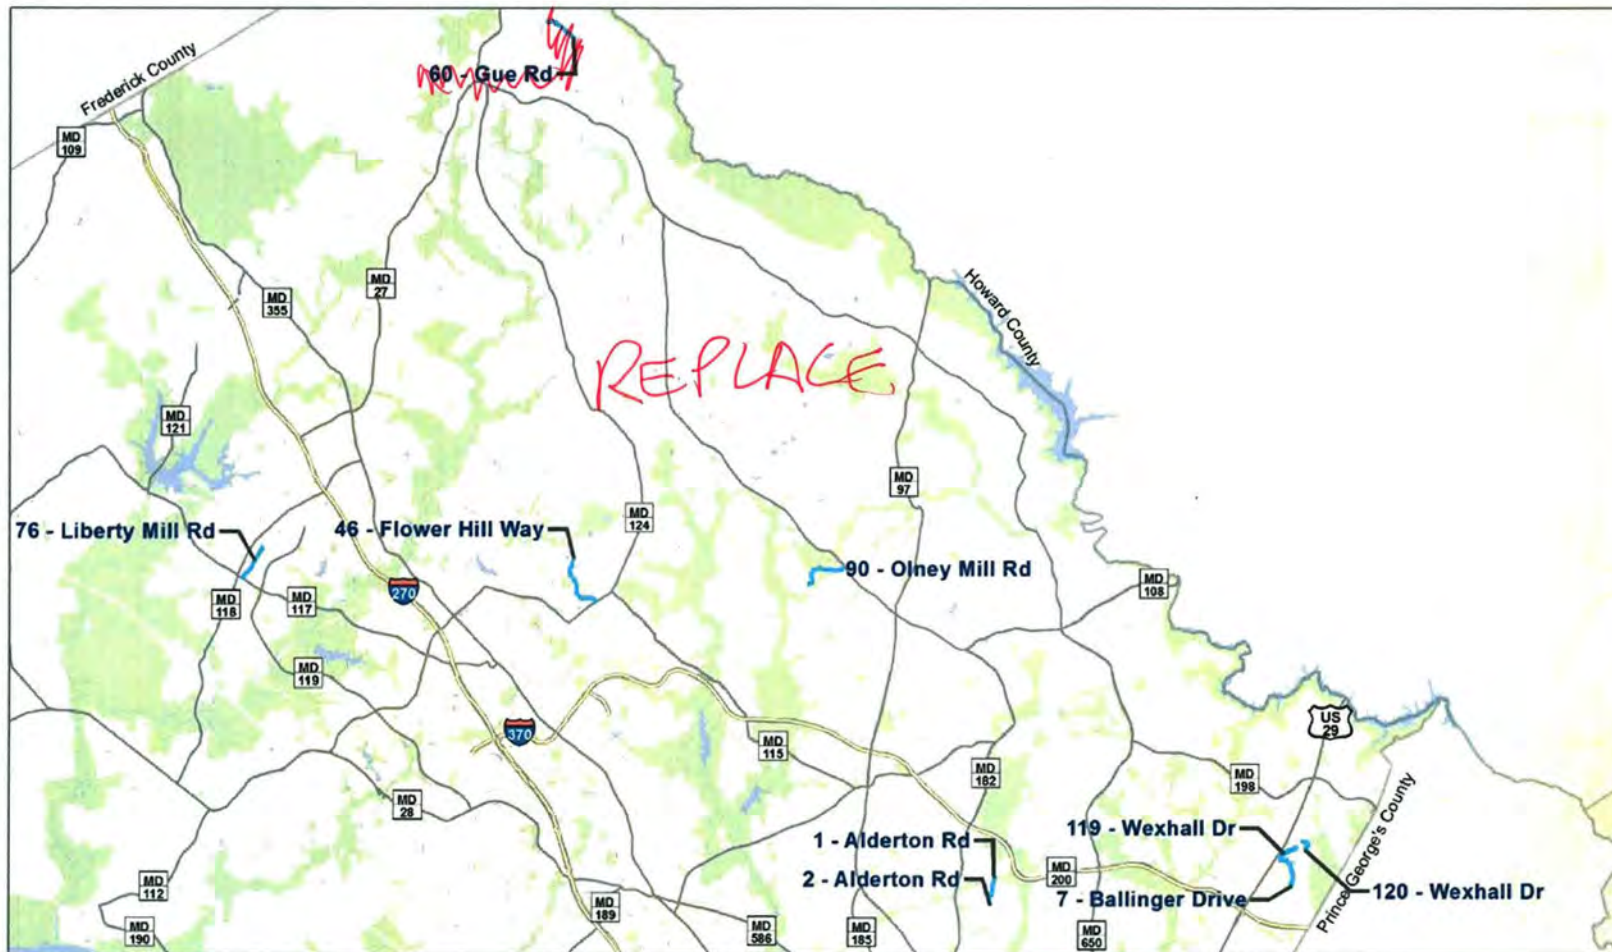 60 - Gue Rd
Frederick County
MD
109
MD
27
MD
355
Howard County
REPLACE
MD
121
MD
97
MD
124
76 - Liberty Mill Rd
46 - Flower Hill Way
90 - Olney Mill Rd
MD
108
270
MD
118
MD
117
MD
119
US
29
370
MD
115
MD
182
MD
198
MD
28
Prince George's County
119 - Wexhall Dr
1 - Alderton Rd
MD
200
2 - Alderton Rd
MD
112
7 - Ballinger Drive
120 - Wexhall Dr
MD
189
MD
190
MD
586
MD
185
MD
650